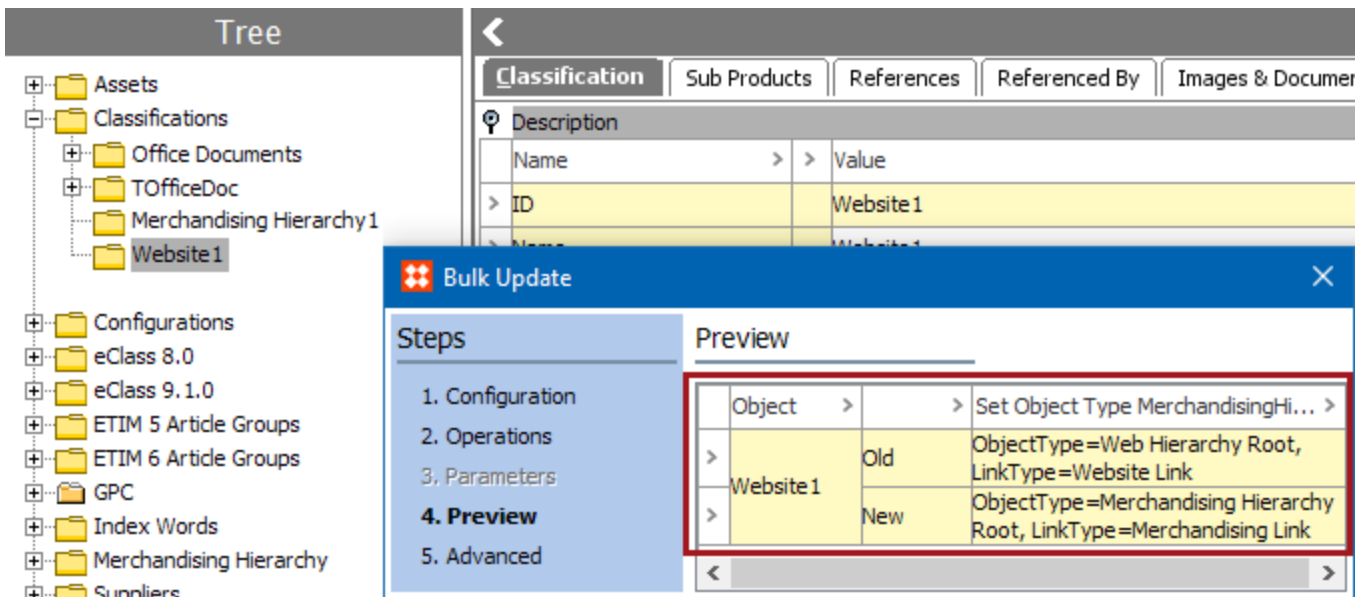 Tree
Assets
Classifications
Office Documents
TOfficeDoc
Merchandising Hierarchy1
Website1
Configurations
eClass 8.0
eClass 9.1.0
ETIM 5 Article Groups
ETIM 6 Article Groups
GPC
Index Words
Merchandising Hierarchy
Suppliers
Classification Sub Products References Referenced By Images & Documen
Description
Name > > Value
> ID Website1
> Name Website1
Bulk Update
Steps
1. Configuration
2. Operations
3. Parameters
4. Preview
5. Advanced
Preview
Object > > Set Object Type MerchandisingHi... >
Website1
> Old ObjectType=Web Hierarchy Root,
LinkType=Website Link
> New ObjectType=Merchandising Hierarchy
Root, LinkType=Merchandising Link